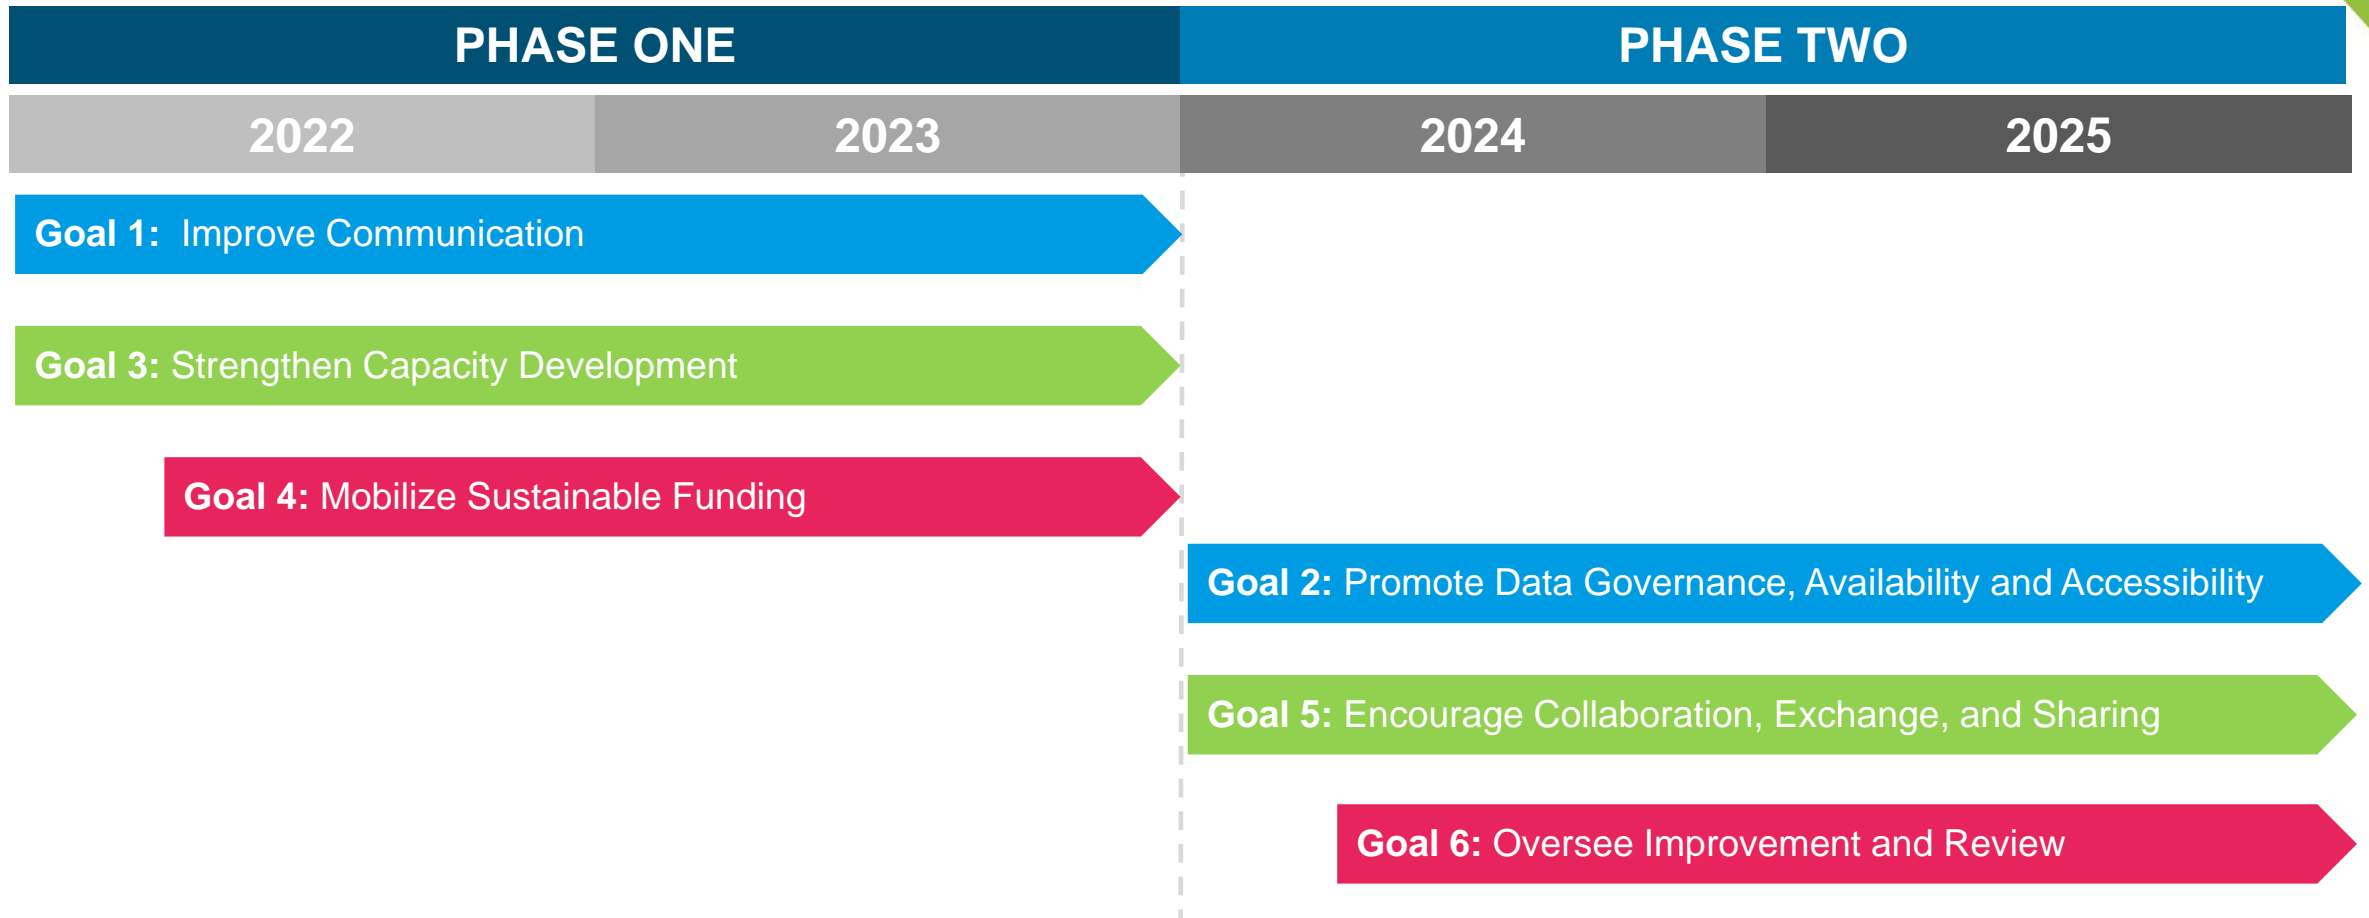 PHASE ONE
PHASE TWO
2022
2023
2024
2025
Goal 1: Improve Communication
Goal 3: Strengthen Capacity Development
Goal 4: Mobilize Sustainable Funding
Goal 2: Promote Data Governance, Availability and Accessibility
Goal 5: Encourage Collaboration, Exchange, and Sharing
Goal 6: Oversee Improvement and Review